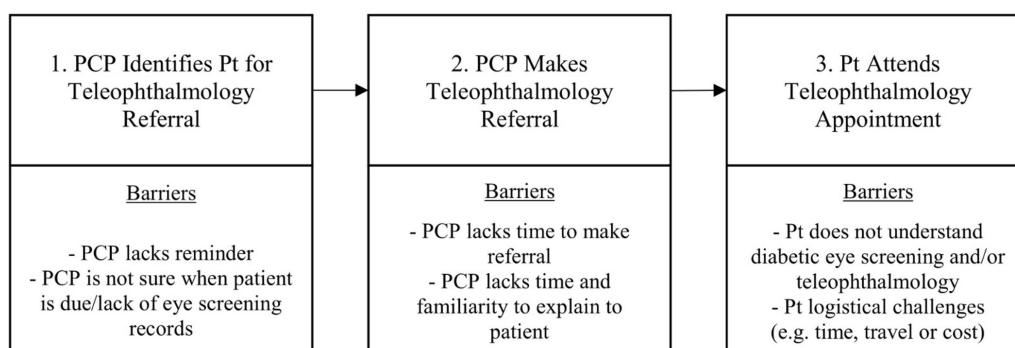 1. PCP Identifies Pt for
Teleophthalmology
Referral
Barriers
- PCP lacks reminder
- PCP is not sure when patient
is due/lack of eye screening
records
2. PCP Makes
Teleophthalmology
Referral
Barriers
- PCP lacks time to make
referral
- PCP lacks time and
familiarity to explain to
patient
3. Pt Attends
Teleophthalmology
Appointment
Barriers
- Pt does not understand
diabetic eye screening and/or
teleophthalmology
- Pt logistical challenges
(e.g. time, travel or cost)